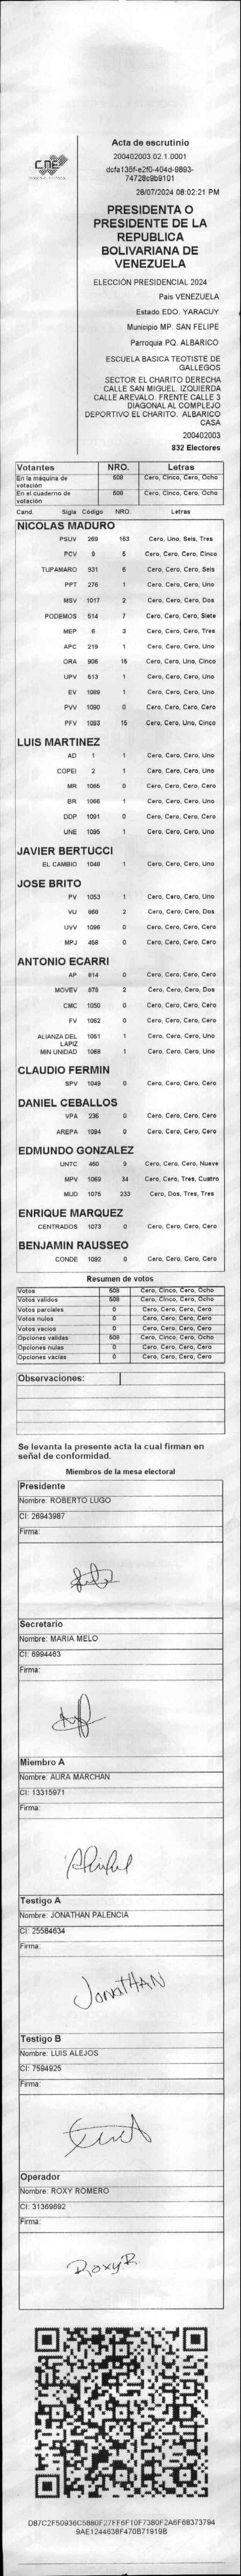 CNE
Acta de escrutinio
200402003.02.1.0001
dcfa135f-e2f0-404d-9893-
74728c9b9101
28/07/2024 08:02:21 PM
PRESIDENTA O
PRESIDENTE DE LA
REPUBLICA
BOLIVARIANA DE
VENEZUELA
ELECCIÓN PRESIDENCIAL 2024
Pais VENEZUELA
Estado EDO. YARACUY
Municipio MP. SAN FELIPE
Parroquia PQ. ALBARICO
ESCUELA BASICA TEOTISTE DE
GALLEGOS
SECTOR EL CHARITO DERECHA
CALLE SAN MIGUEL. IZQUIERDA
CALLE AREVALO. FRENTE CALLE 3
DIAGONAL AL COMPLEJO
DEPORTIVO EL CHARITO. ALBARICO
CASA
200402003
832 Electores
Votantes NRO. Letras
En la máquina de votación 508 Cero, Cinco, Cero, Ocho
En el cuaderno de votación 508 Cero, Cinco, Cero, Ocho
Cand. Sigla Código NRO. Letras
NICOLAS MADURO
PSUV 269 163 Cero, Uno, Seis, Tres
PCV 9 5 Cero, Cero, Cero, Cinco
TUPAMARO 931 6 Cero, Cero, Cero, Seis
PPT 276 1 Cero, Cero, Cero, Uno
MSV 1017 2 Cero, Cero, Cero, Dos
PODEMOS 514 7 Cero, Cero, Cero, Siete
MEP 6 3 Cero, Cero, Cero, Tres
APC 219 1 Cero, Cero, Cero, Uno
ORA 906 15 Cero, Cero, Uno, Cinco
UPV 613 1 Cero, Cero, Cero, Uno
EV 1089 1 Cero, Cero, Cero, Uno
PVV 1090 0 Cero, Cero, Cero, Cero
PFV 1093 15 Cero, Cero, Uno, Cinco
LUIS MARTINEZ
AD 1 1 Cero, Cero, Cero, Uno
COPEI 2 1 Cero, Cero, Cero, Uno
MR 1065 0 Cero, Cero, Cero, Cero
BR 1066 1 Cero, Cero, Cero, Uno
DDP 1091 0 Cero, Cero, Cero, Cero
UNE 1095 1 Cero, Cero, Cero, Uno
JAVIER BERTUCCI
EL CAMBIO 1048 1 Cero, Cero, Cero, Uno
JOSE BRITO
PV 1053 1 Cero, Cero, Cero, Uno
VU 868 2 Cero, Cero, Cero, Dos
UVV 1096 0 Cero, Cero, Cero, Cero
MPJ 458 0 Cero, Cero, Cero, Cero
ANTONIO ECARRI
AP 814 0 Cero, Cero, Cero, Cero
MOVEV 878 2 Cero, Cero, Cero, Dos
CMC 1050 0 Cero, Cero, Cero, Cero
FV 1062 0 Cero, Cero, Cero, Cero
ALIANZA DEL LAPIZ 1051 1 Cero, Cero, Cero, Uno
MIN UNIDAD 1068 1 Cero, Cero, Cero, Uno
CLAUDIO FERMIN
SPV 1049 0 Cero, Cero, Cero, Cero
DANIEL CEBALLOS
VPA 236 0 Cero, Cero, Cero, Cero
AREPA 1094 0 Cero, Cero, Cero, Cero
EDMUNDO GONZALEZ
UNTC 460 9 Cero, Cero, Cero, Nueve
MPV 1069 34 Cero, Cero, Tres, Cuatro
MUD 1075 233 Cero, Dos, Tres, Tres
ENRIQUE MARQUEZ
CENTRADOS 1073 0 Cero, Cero, Cero, Cero
BENJAMIN RAUSSEO
CONDE 1092 0 Cero, Cero, Cero, Cero
Resumen de votos
Votos 508 Cero, Cinco, Cero, Ocho
Votos validos 508 Cero, Cinco, Cero, Ocho
Votos parciales 0 Cero, Cero, Cero, Cero
Votos nulos 0 Cero, Cero, Cero, Cero
Votos vacios 0 Cero, Cero, Cero, Cero
Opciones validas 508 Cero, Cinco, Cero, Ocho
Opciones nulas 0 Cero, Cero, Cero, Cero
Opciones vacias 0 Cero, Cero, Cero, Cero
Observaciones:
Se levanta la presente acta la cual firman en
señal de conformidad.
Miembros de la mesa electoral
Presidente
Nombre: ROBERTO LUGO
CI: 26943987
Firma:
Secretario
Nombre: MARIA MELO
CI: 6994463
Firma:
Miembro A
Nombre: AURA MARCHAN
CI: 13315971
Firma:
Testigo A
Nombre: JONATHAN PALENCIA
CI: 25584634
Firma:
JonatHAN
Testigo B
Nombre: LUIS ALEJOS
CI: 7594925
Firma:
Operador
Nombre: ROXY ROMERO
CI: 31369692
Firma:
RoxyR.
D87C2F50936C5880F27FF6F10F7380F2A6F68373794
9AE1244638F470B71919B